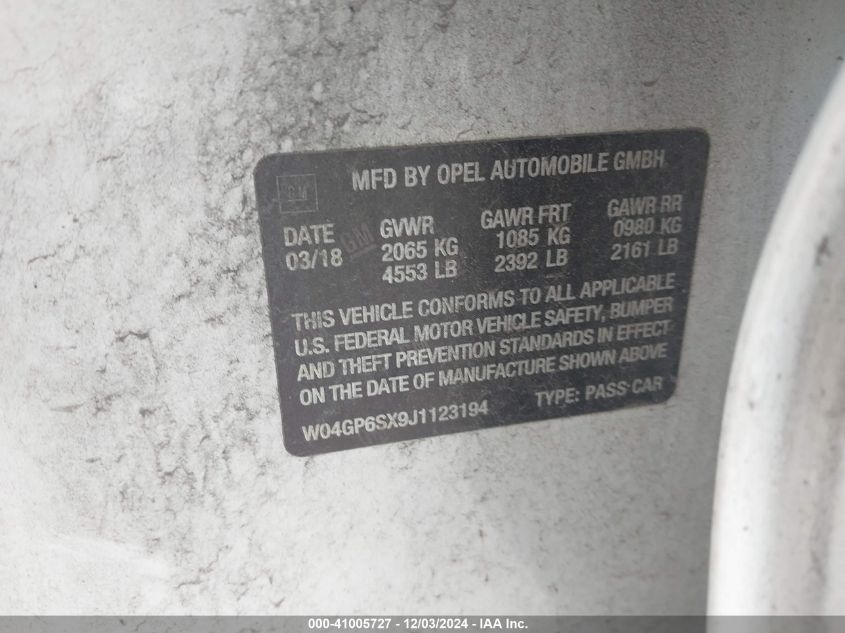 GM
MFD BY OPEL AUTOMOBILE GMBH
DATE
03/18
GM
GVWR
2065 KG
4553 LB
GAWR FRT
1085 KG
2392 LB
GAWR RR
0980 KG
2161 LB
THIS VEHICLE CONFORMS TO ALL APPLICABLE
U.S. FEDERAL MOTOR VEHICLE SAFETY, BUMPER
AND THEFT PREVENTION STANDARDS IN EFFECT
ON THE DATE OF MANUFACTURE SHOWN ABOVE
W04GP6SX9J1123194
TYPE: PASS CAR
000-41005727 - 12/03/2024 - IAA Inc.